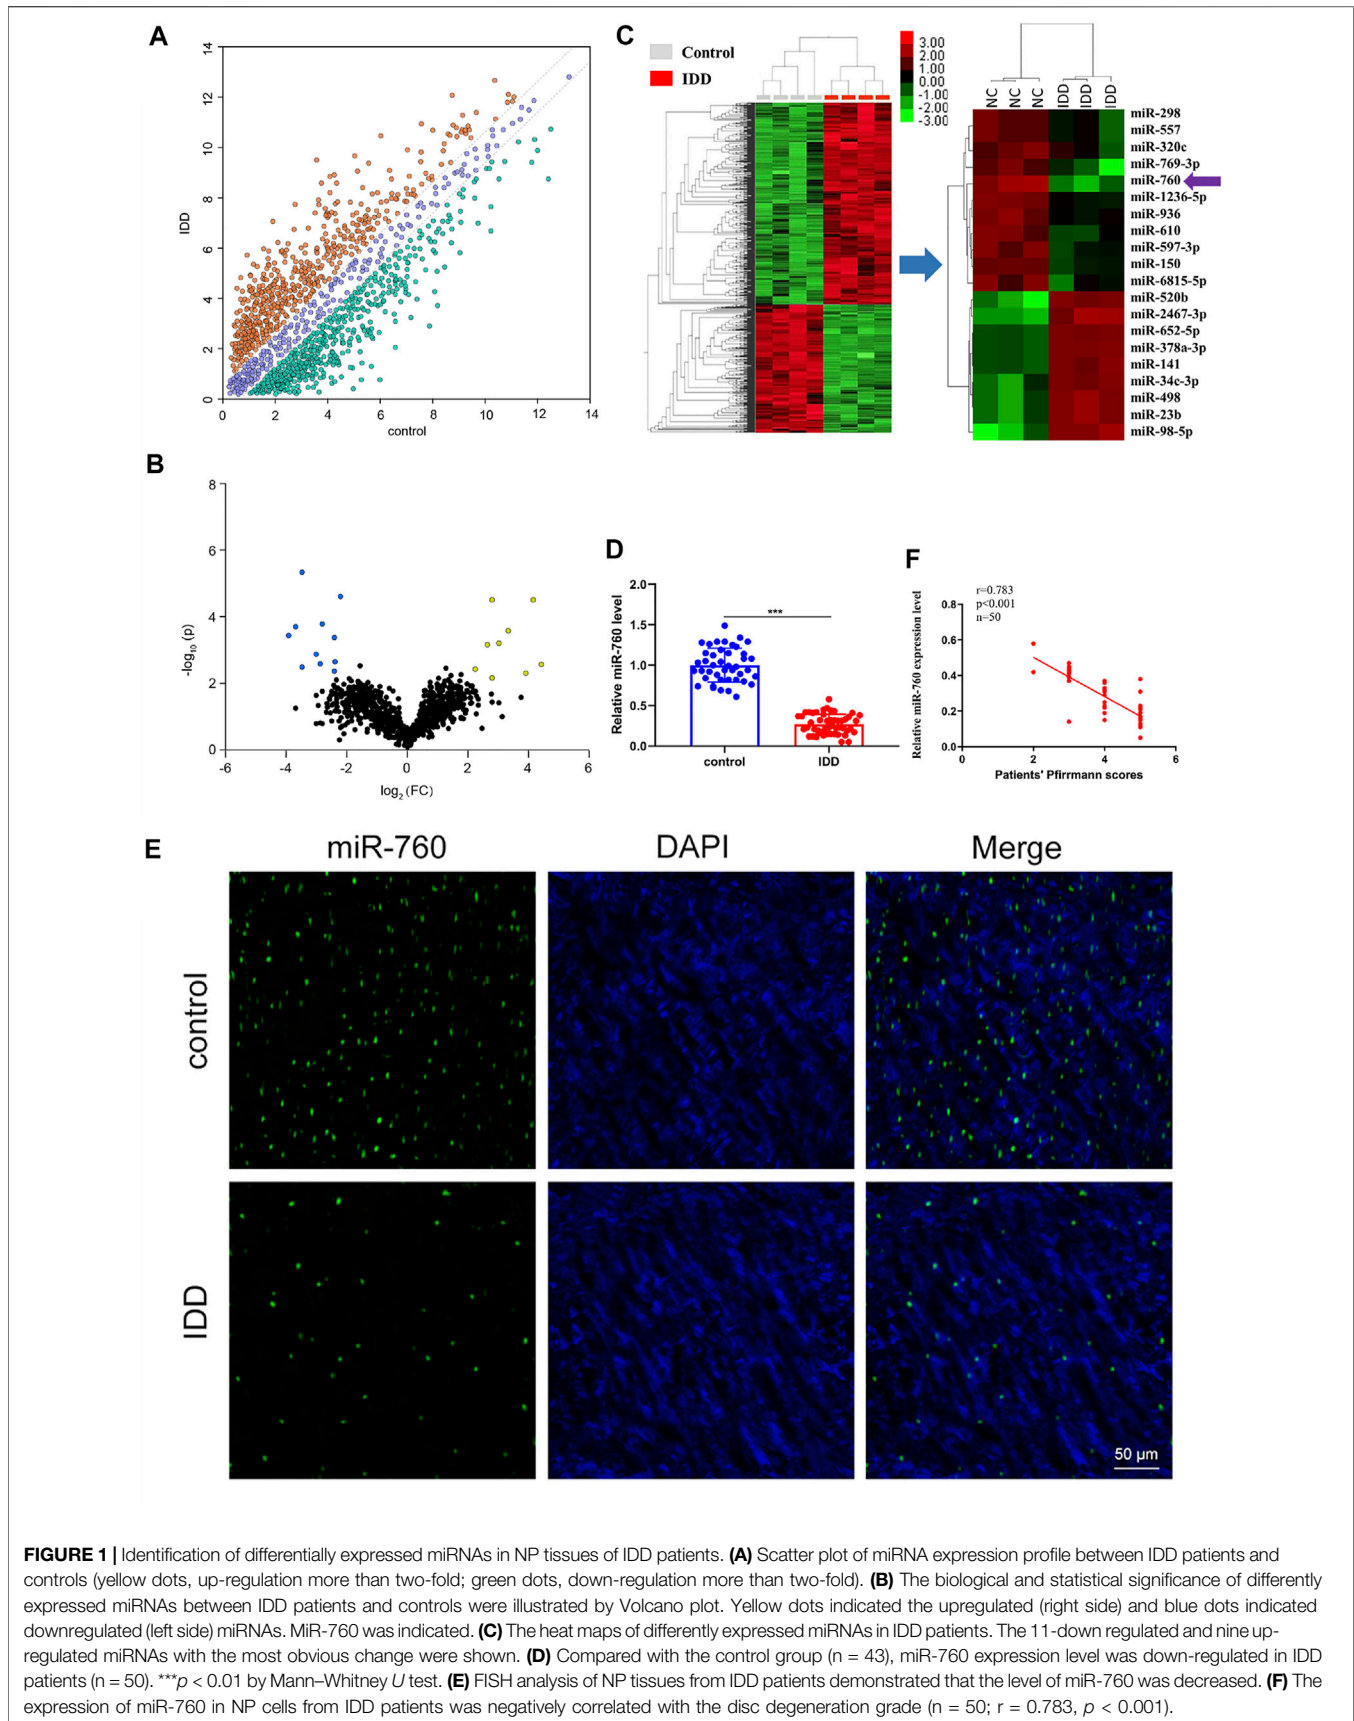 A
14
12
10
8
6
4
2
0
IDD
0 2 4 6 8 10 12 14
control
C
Control
IDD
3.00
2.00
1.00
0.00
-1.00
-2.00
-3.00
NC NC NC IDD IDD IDD
miR-298
miR-557
miR-320c
miR-769-3p
miR-760
miR-1236-5p
miR-936
miR-610
miR-597-3p
miR-150
miR-6815-5p
miR-520b
miR-2467-3p
miR-652-5p
miR-378a-3p
miR-141
miR-34c-3p
miR-498
miR-23b
miR-98-5p
B
8
6
4
2
0
-log10 (p)
-6 -4 -2 0 2 4 6
log2 (FC)
D
2.0
1.5
1.0
0.5
0.0
Relative miR-760 level
***
control IDD
F
r=0.783
p<0.001
n=50
0.8
0.6
0.4
0.2
0.0
Relative miR-760 expression level
0 2 4 6
Patients' Pfirrmann scores
E
miR-760 DAPI Merge
control
IDD
50 μm
FIGURE 1 | Identification of differentially expressed miRNAs in NP tissues of IDD patients. (A) Scatter plot of miRNA expression profile between IDD patients and
controls (yellow dots, up-regulation more than two-fold; green dots, down-regulation more than two-fold). (B) The biological and statistical significance of differently
expressed miRNAs between IDD patients and controls were illustrated by Volcano plot. Yellow dots indicated the upregulated (right side) and blue dots indicated
downregulated (left side) miRNAs. MiR-760 was indicated. (C) The heat maps of differently expressed miRNAs in IDD patients. The 11-down regulated and nine up-
regulated miRNAs with the most obvious change were shown. (D) Compared with the control group (n = 43), miR-760 expression level was down-regulated in IDD
patients (n = 50). ***p < 0.01 by Mann–Whitney U test. (E) FISH analysis of NP tissues from IDD patients demonstrated that the level of miR-760 was decreased. (F) The
expression of miR-760 in NP cells from IDD patients was negatively correlated with the disc degeneration grade (n = 50; r = 0.783, p < 0.001).